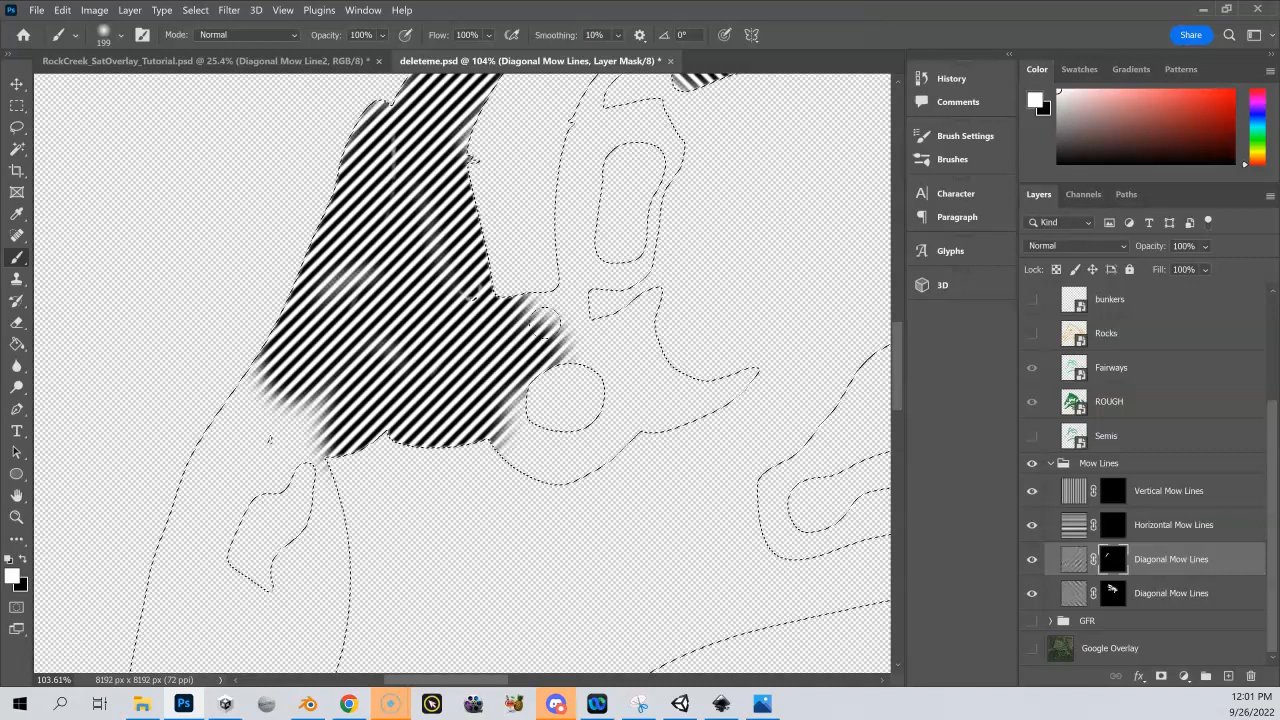 Ps File Edit Image Layer Type Select Filter 3D View Plugins Window Help
199 Mode: Normal Opacity: 100% Flow: 100% Smoothing: 10% 0° Share
RockCreek_SatOverlay_Tutorial.psd @ 25.4% (Diagonal Mow Line2, RGB/8) * ×
deleteme.psd @ 104% (Diagonal Mow Lines, Layer Mask/8) * ×
History
Comments
Brush Settings
Brushes
Character
Paragraph
Glyphs
3D
Color Swatches Gradients Patterns
Layers Channels Paths
Kind
Normal Opacity: 100%
Lock: Fill: 100%
bunkers
Rocks
Fairways
ROUGH
Semis
Mow Lines
Vertical Mow Lines
Horizontal Mow Lines
Diagonal Mow Lines
Diagonal Mow Lines
GFR
Google Overlay
103.61% 8192 px x 8192 px (72 ppi)
12:01 PM
9/26/2022